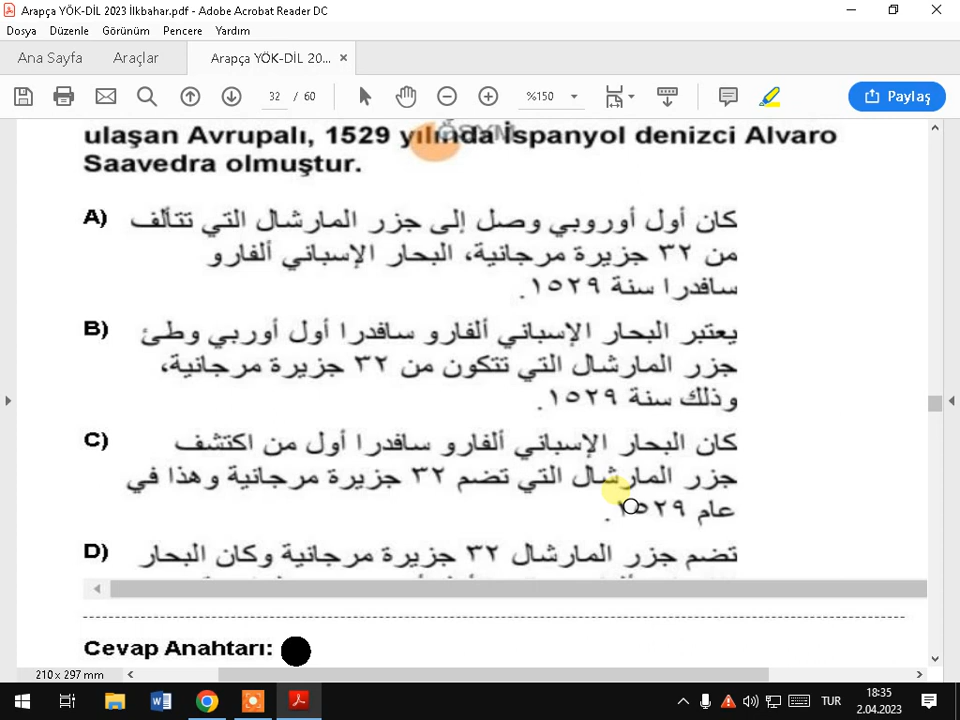 Arapça YÖK-DİL 2023 İlkbahar.pdf - Adobe Acrobat Reader DC
Dosya Düzenle Görünüm Pencere Yardım
Ana Sayfa Araçlar Arapça YÖK-DİL 20... ×
32 / 60 %150 Paylaş
ÖSYM
ulaşan Avrupalı, 1529 yılında İspanyol denizci Alvaro
Saavedra olmuştur.
A) كان أول أوروبي وصل إلى جزر المارشال التي تتألف
من ٣٢ جزيرة مرجانية، البحار الإسباني ألفارو
سافدرا سنة ١٥٢٩.
B) يعتبر البحار الإسباني ألفارو سافدرا أول أوربي وطئ
جزر المارشال التي تتكون من ٣٢ جزيرة مرجانية،
وذلك سنة ١٥٢٩.
C) كان البحار الإسباني ألفارو سافدرا أول من اكتشف
جزر المارشال التي تضم ٣٢ جزيرة مرجانية وهذا في
عام ١٥٢٩.
D) تضم جزر المارشال ٣٢ جزيرة مرجانية وكان البحار
Cevap Anahtarı:
210 x 297 mm
TUR
18:35
2.04.2023